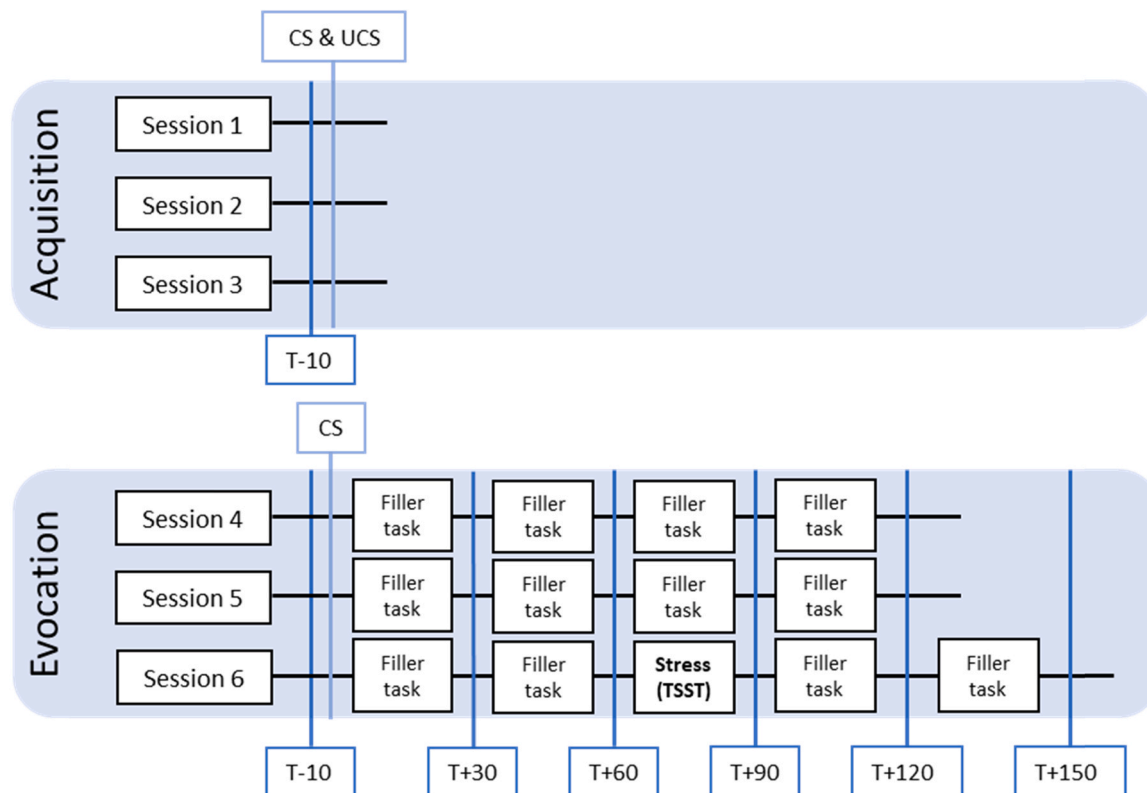 CS & UCS
Acquisition
Session 1
Session 2
Session 3
T-10
CS
Evocation
Session 4
Filler
task
Filler
task
Filler
task
Filler
task
Session 5
Filler
task
Filler
task
Filler
task
Filler
task
Session 6
Filler
task
Filler
task
Stress
(TSST)
Filler
task
Filler
task
T-10
T+30
T+60
T+90
T+120
T+150